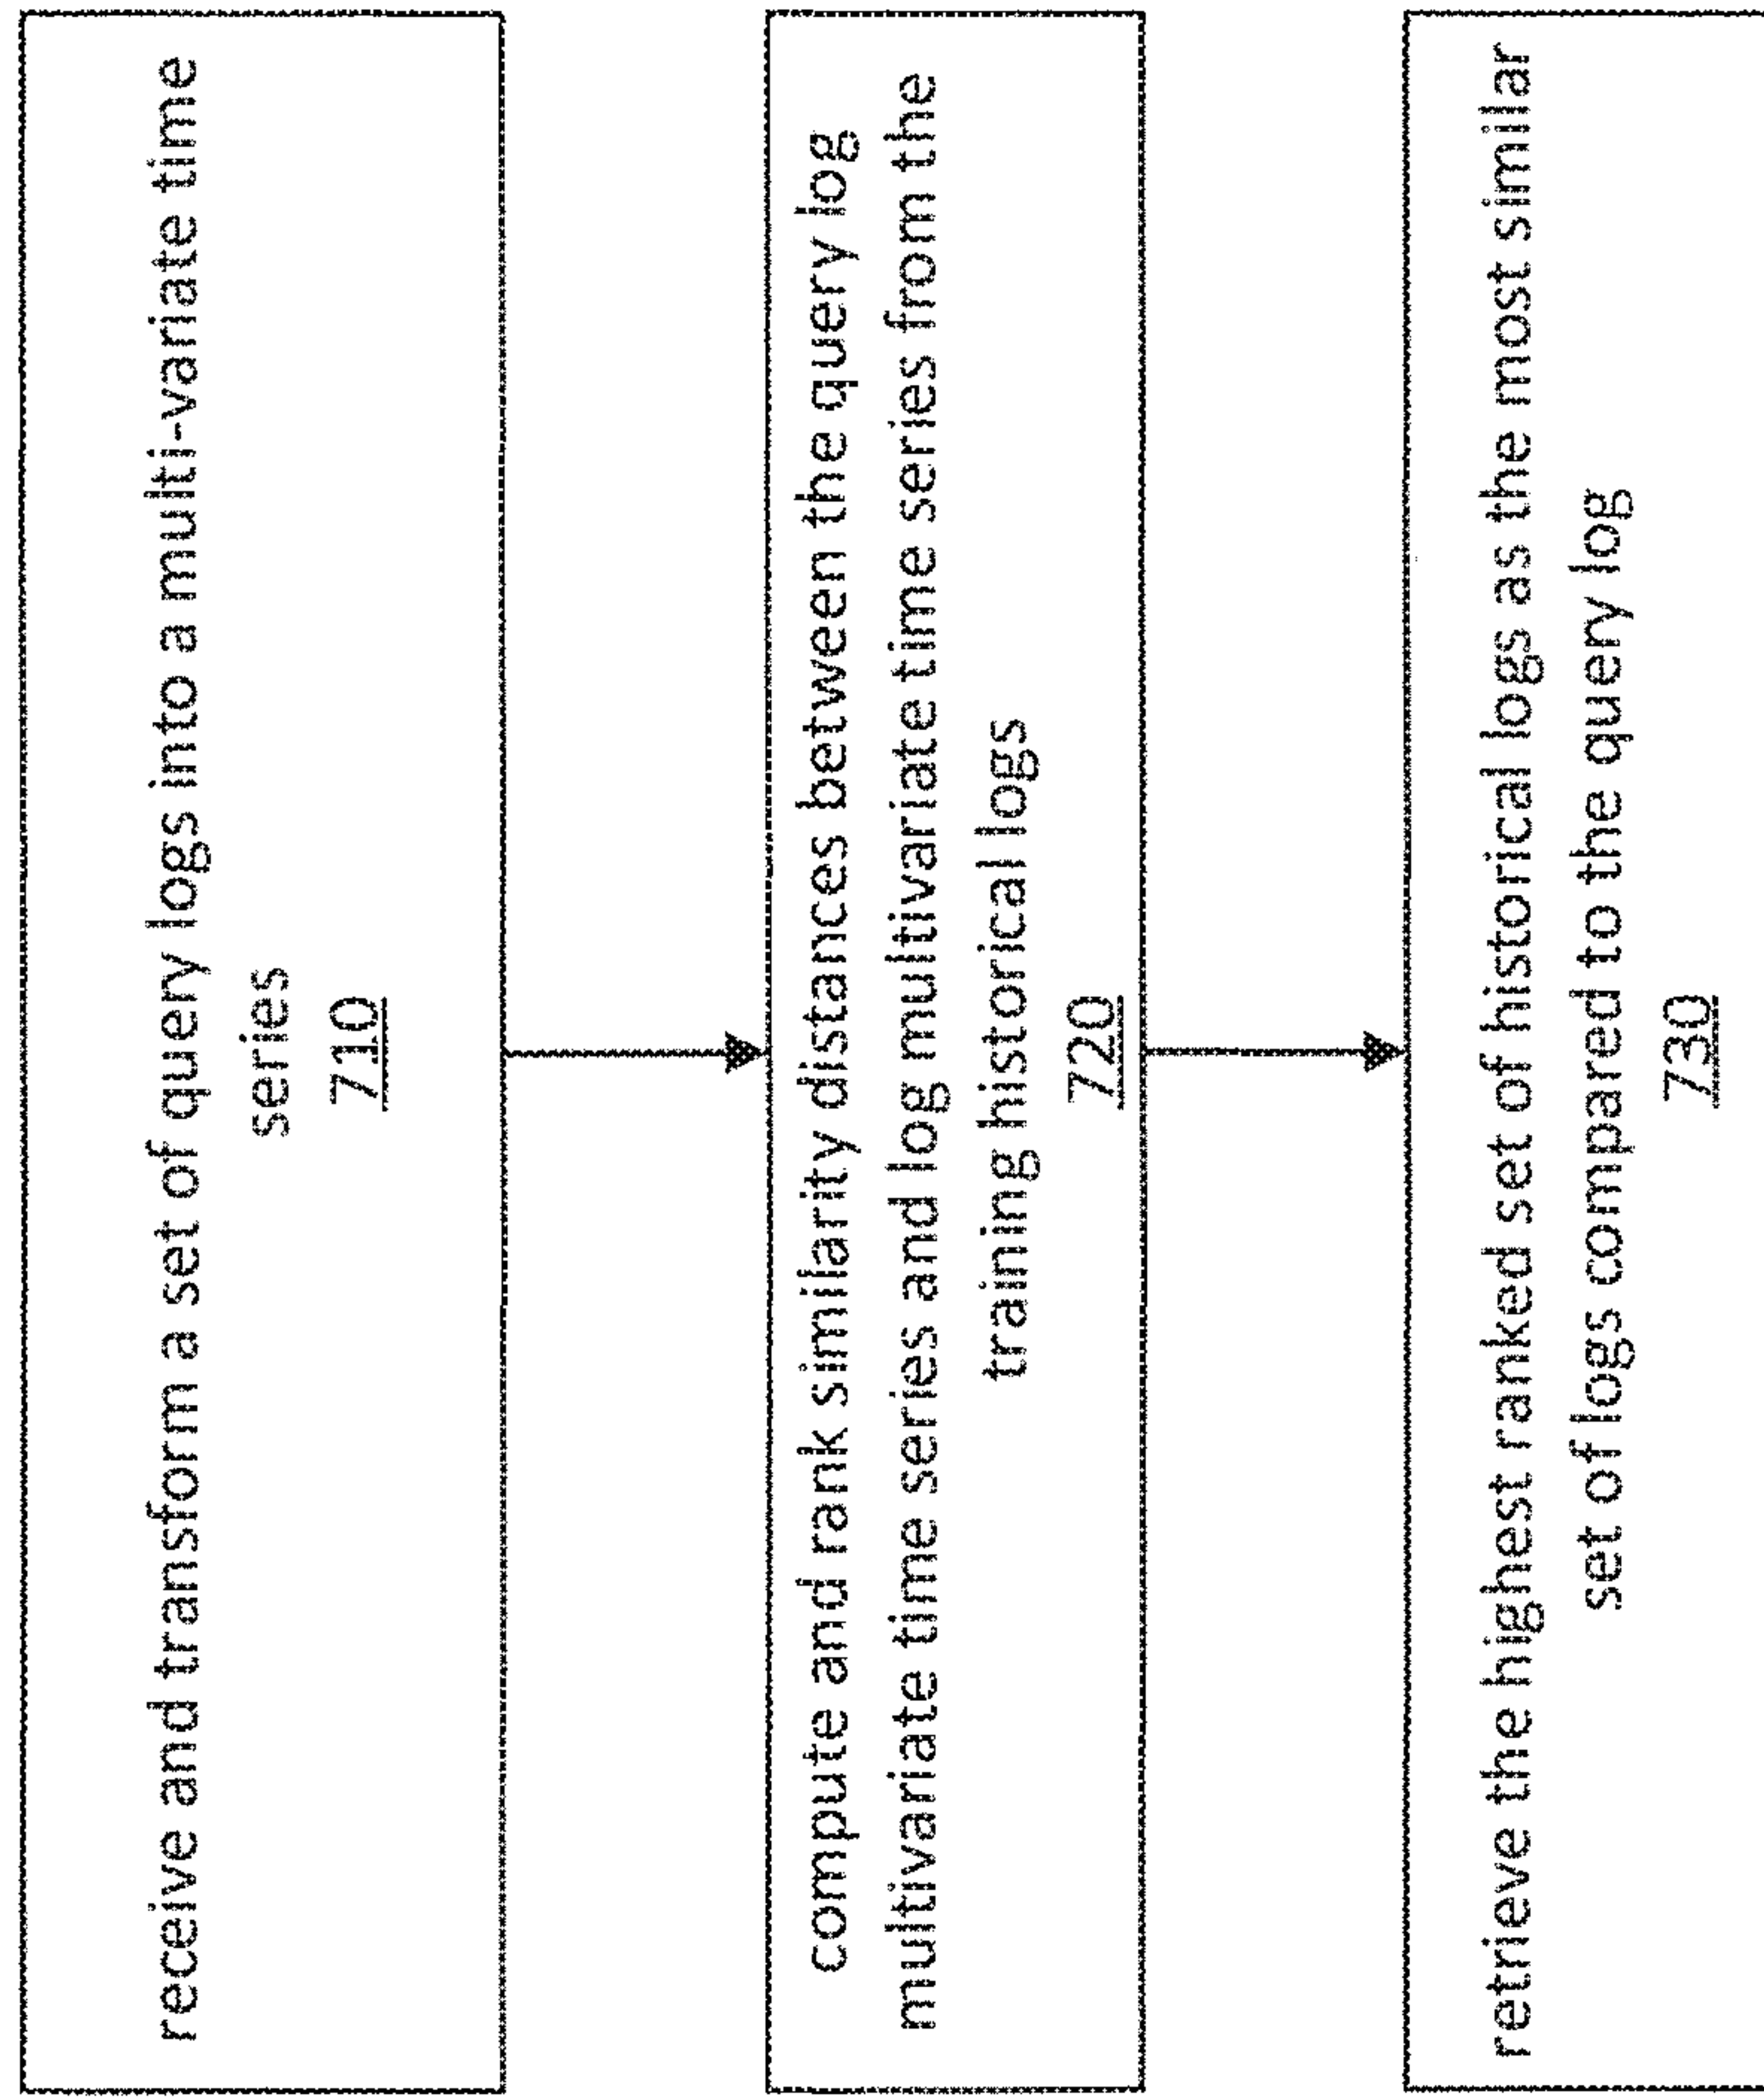 receive and transform a set of query logs into a multi-variate time
series
710
compute and rank similarity distances between the query log
multivariate time series and log multivariate time series from the
training historical logs
720
retrieve the highest ranked set of historical logs as the most similar
set of logs compared to the query log
730